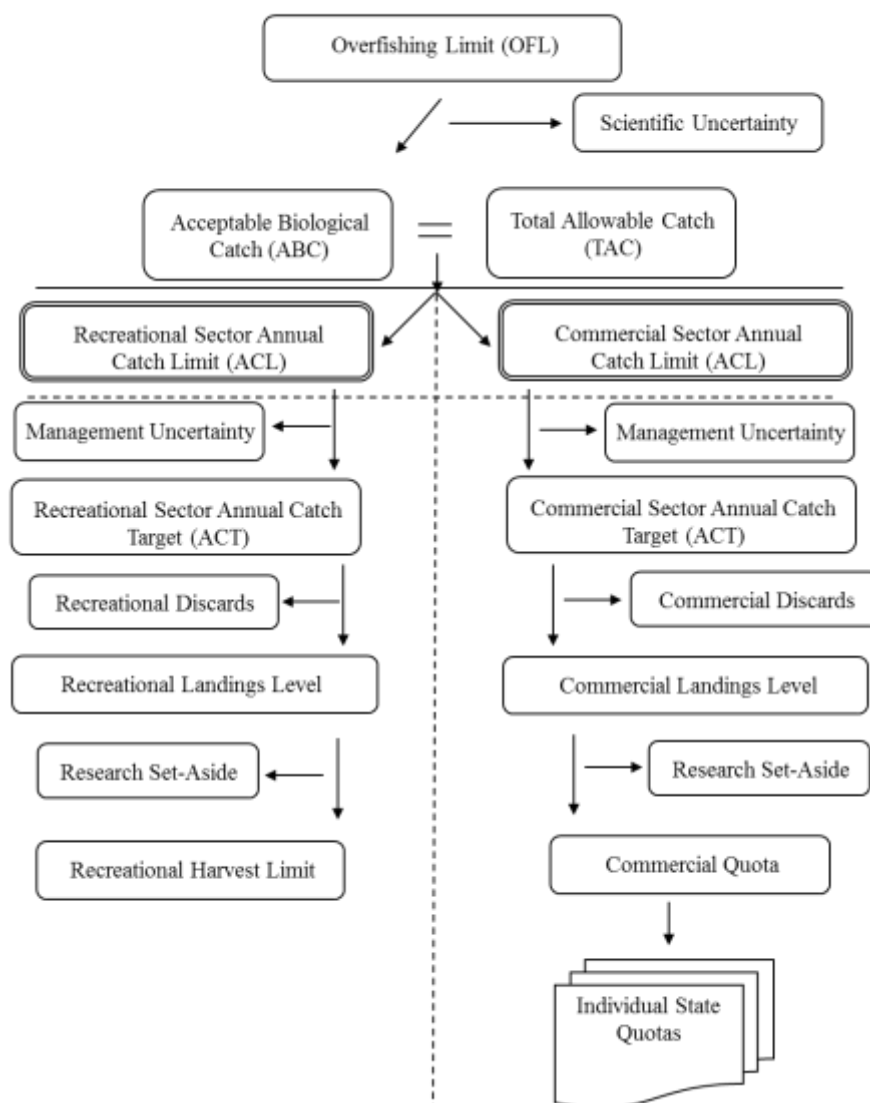 Overfishing Limit (OFL)
Scientific Uncertainty
Acceptable Biological
Catch (ABC)
Total Allowable Catch
(TAC)
Recreational Sector Annual
Catch Limit (ACL)
Commercial Sector Annual
Catch Limit (ACL)
Management Uncertainty
Management Uncertainty
Recreational Sector Annual Catch
Target (ACT)
Commercial Sector Annual Catch
Target (ACT)
Recreational Discards
Commercial Discards
Recreational Landings Level
Commercial Landings Level
Research Set-Aside
Research Set-Aside
Recreational Harvest Limit
Commercial Quota
Individual State
Quotas